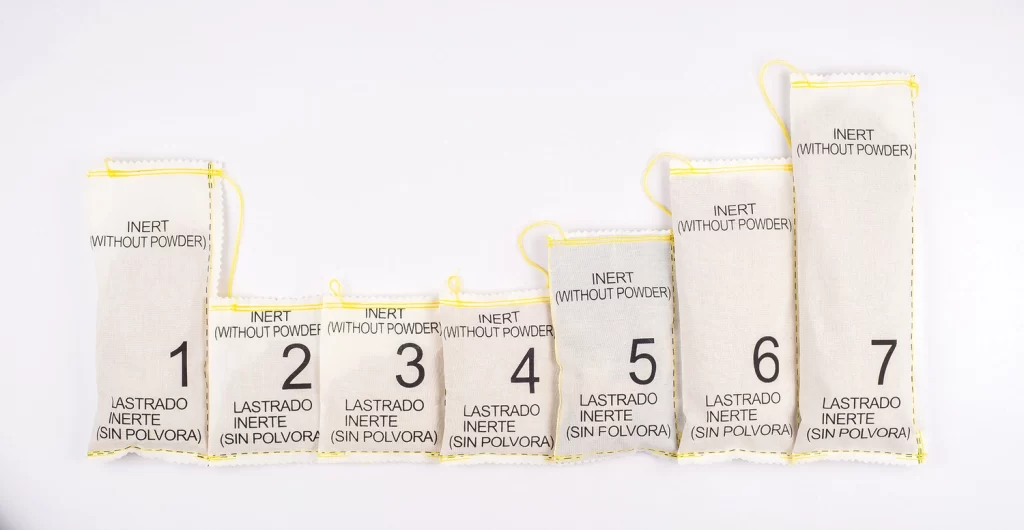 INERT
(WITHOUT POWDER)
1
LASTRADO
INERTE
(SIN POLVORA)
INERT
(WITHOUT POWDER
2
LASTRADO
INERTE
(SIN POLVORA
INERT
(WITHOUT POWDER)
3
LASTRADO
INERTE
(SIN POLVORA)
INERT
(WITHOUT POWDER
4
LASTRADO
INERTE
(SIN POLVORA)
INERT
(WITHOUT POWDER)
5
LASTRADO
INERTE
(SIN POLVORA)
INERT
(WITHOUT POWDER)
6
LASTRADO
INERTE
(SIN POLVORA)
INERT
(WITHOUT POWDER)
7
LASTRADO
INERTE
(SIN POLVORA)